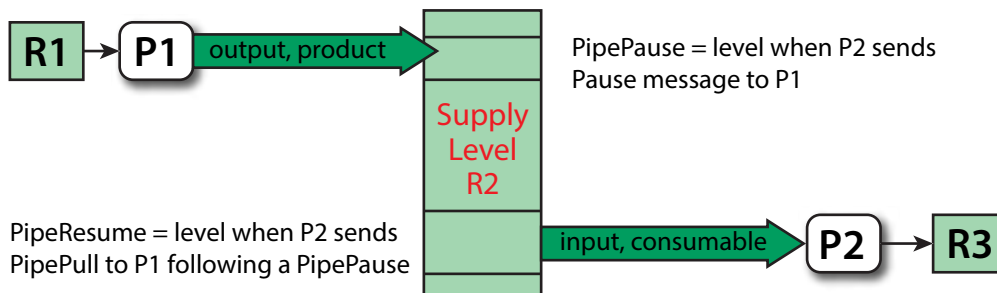 R1
P1
output, product
PipePause = level when P2 sends
Pause message to P1
Supply
Level
R2
PipeResume = level when P2 sends
PipePull to P1 following a PipePause
input, consumable
P2
R3